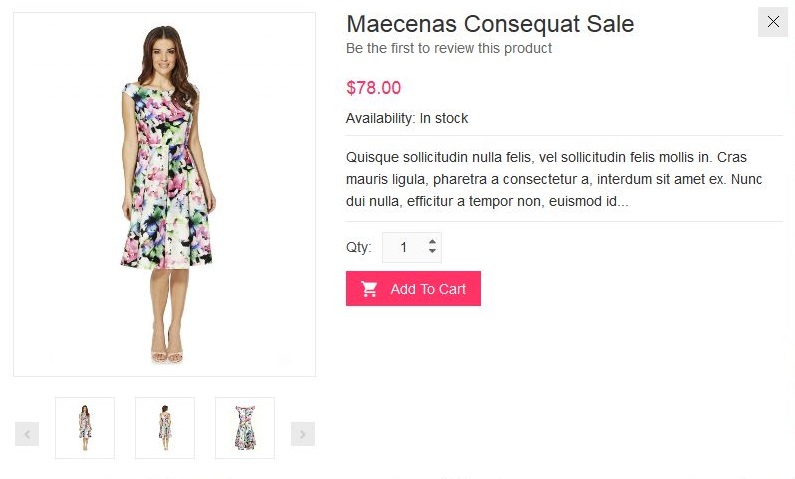 Maecenas Consequat Sale
Be the first to review this product
$78.00
Availability: In stock
Quisque sollicitudin nulla felis, vel sollicitudin felis mollis in. Cras
mauris ligula, pharetra a consectetur a, interdum sit amet ex. Nunc
dui nulla, efficitur a tempor non, euismod id...
Qty: 1
Add To Cart